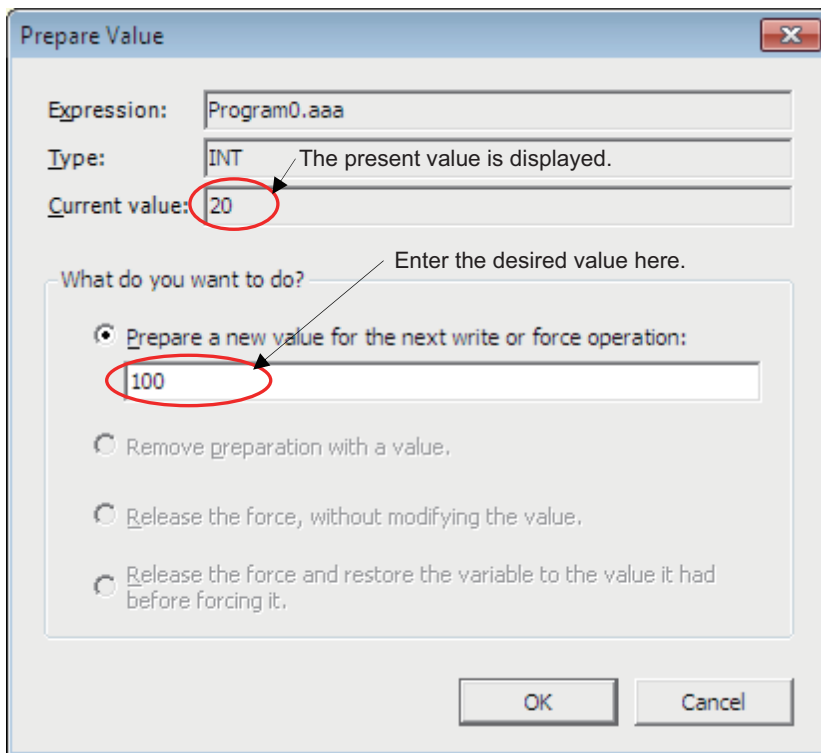 Prepare Value
Expression: Program0.aaa
Type: INT
The present value is displayed.
Current value: 20
Enter the desired value here.
What do you want to do?
Prepare a new value for the next write or force operation:
100
Remove preparation with a value.
Release the force, without modifying the value.
Release the force and restore the variable to the value it had
before forcing it.
OK Cancel